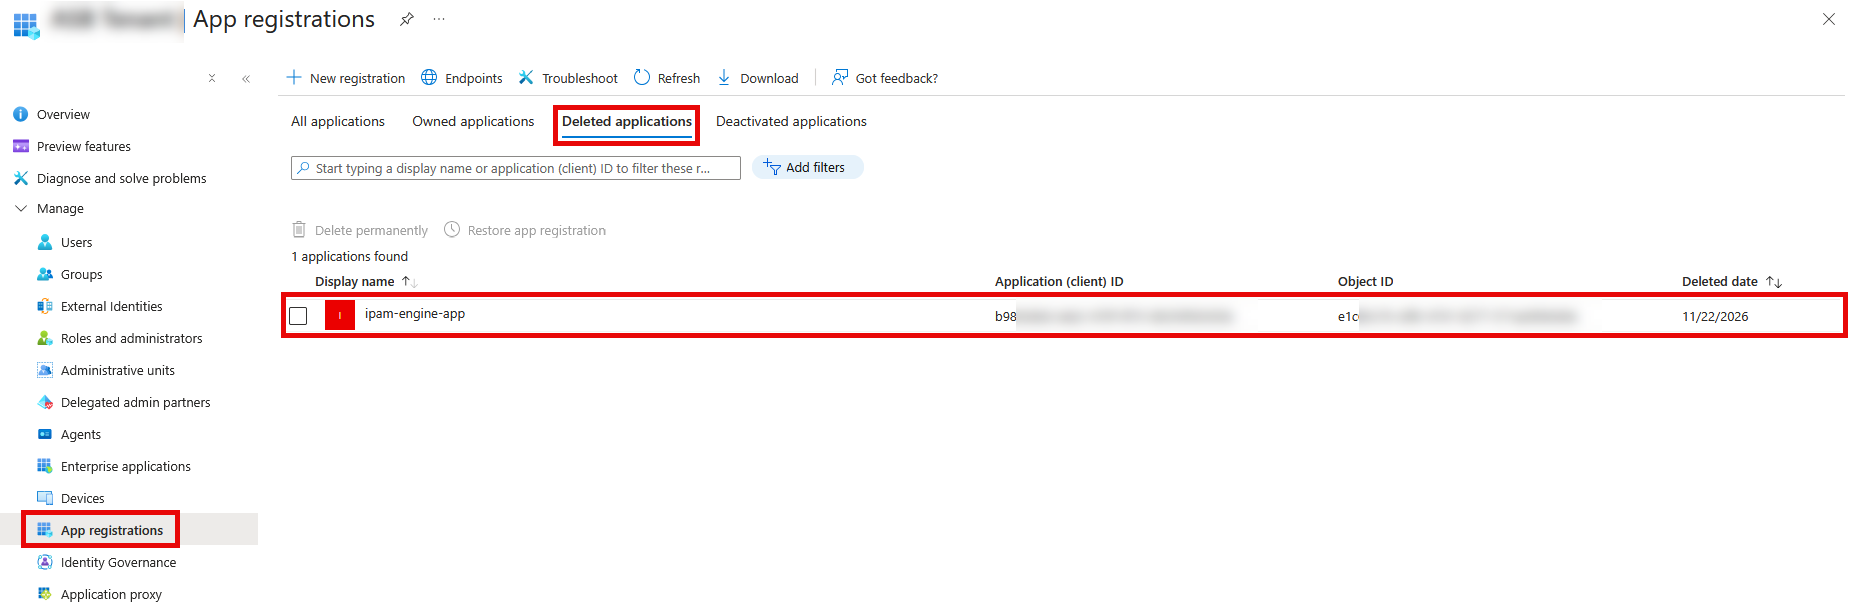 App registrations
New registration Endpoints Troubleshoot Refresh Download Got feedback?
Overview
Preview features
Diagnose and solve problems
Manage
Users
Groups
External Identities
Roles and administrators
Administrative units
Delegated admin partners
Agents
Enterprise applications
Devices
App registrations
Identity Governance
Application proxy
All applications Owned applications Deleted applications Deactivated applications
Start typing a display name or application (client) ID to filter these r... Add filters
Delete permanently Restore app registration
1 applications found
Display name Application (client) ID Object ID Deleted date
I ipam-engine-app b98 e1c 11/22/2026